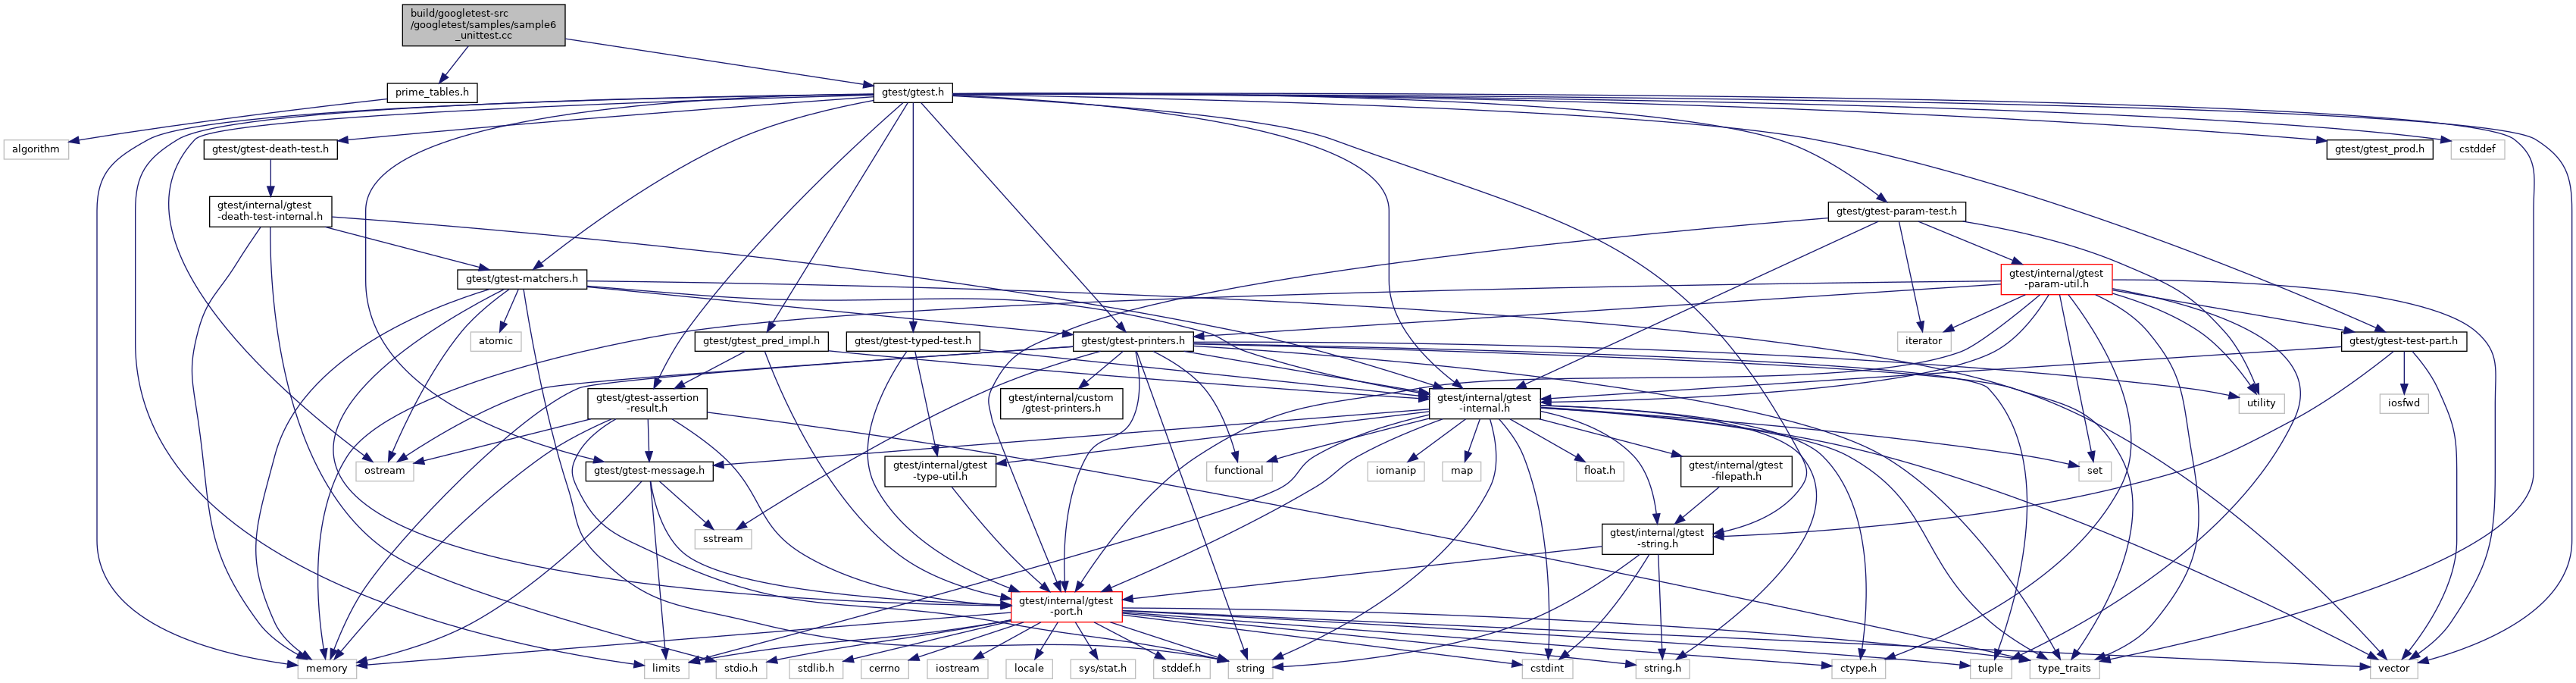 build/googletest-src
/googletest/samples/sample6
_unittest.cc
prime_tables.h
gtest/gtest.h
algorithm
gtest/gtest-death-test.h
gtest/gtest_prod.h
cstddef
gtest/internal/gtest
-death-test-internal.h
gtest/gtest-param-test.h
gtest/gtest-matchers.h
gtest/internal/gtest
-param-util.h
atomic
gtest/gtest_pred_impl.h
gtest/gtest-typed-test.h
gtest/gtest-printers.h
iterator
gtest/gtest-test-part.h
gtest/gtest-assertion
-result.h
gtest/internal/custom
/gtest-printers.h
gtest/internal/gtest
-internal.h
utility
iosfwd
ostream
gtest/gtest-message.h
gtest/internal/gtest
-type-util.h
functional
iomanip
map
float.h
gtest/internal/gtest
-filepath.h
set
sstream
gtest/internal/gtest
-string.h
gtest/internal/gtest
-port.h
memory
limits
stdio.h
stdlib.h
cerrno
iostream
locale
sys/stat.h
stddef.h
string
cstdint
string.h
ctype.h
tuple
type_traits
vector